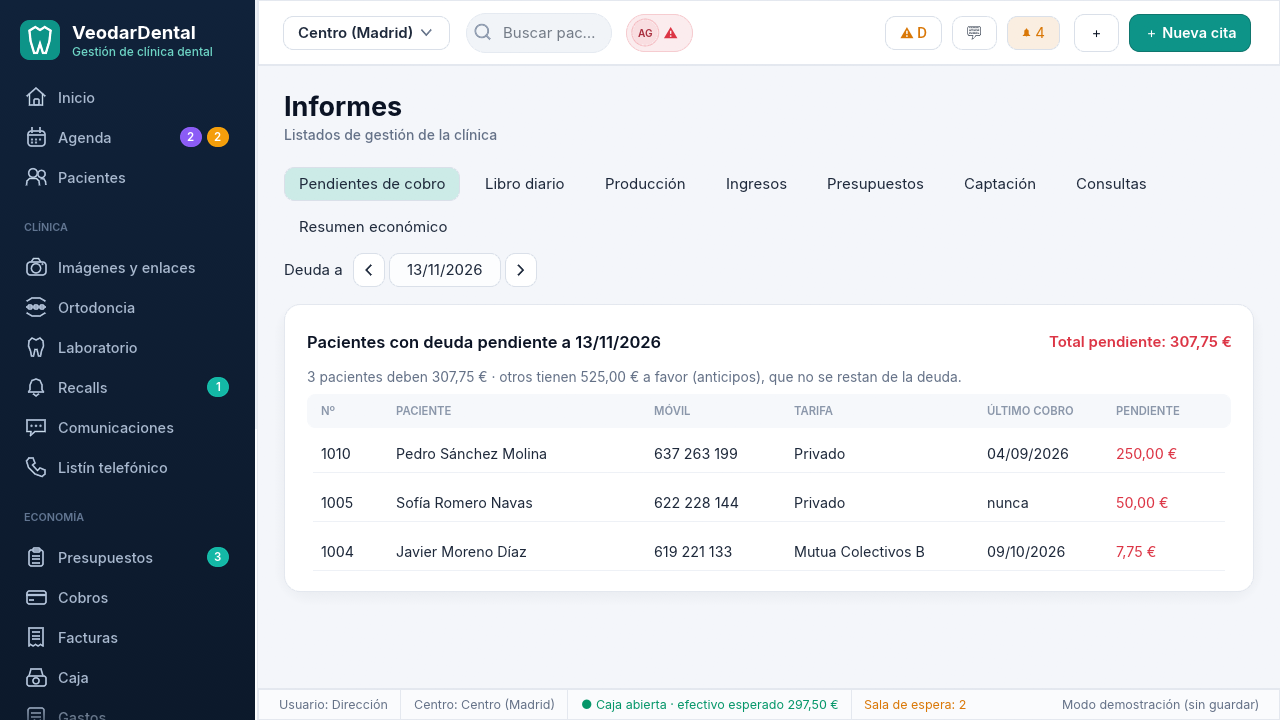 VeodarDental
Gestión de clínica dental
Inicio
Agenda 2 2
Pacientes
CLÍNICA
Imágenes y enlaces
Ortodoncia
Laboratorio
Recalls 1
Comunicaciones
Listín telefónico
ECONOMÍA
Presupuestos 3
Cobros
Facturas
Caja
Gastos
Centro (Madrid) Buscar pac… AG D 4 + + Nueva cita
Informes
Listados de gestión de la clínica
Pendientes de cobro Libro diario Producción Ingresos Presupuestos Captación Consultas
Resumen económico
Deuda a 13/11/2026
Pacientes con deuda pendiente a 13/11/2026 Total pendiente: 307,75 €
3 pacientes deben 307,75 € · otros tienen 525,00 € a favor (anticipos), que no se restan de la deuda.
Nº PACIENTE MÓVIL TARIFA ÚLTIMO COBRO PENDIENTE
1010 Pedro Sánchez Molina 637 263 199 Privado 04/09/2026 250,00 €
1005 Sofía Romero Navas 622 228 144 Privado nunca 50,00 €
1004 Javier Moreno Díaz 619 221 133 Mutua Colectivos B 09/10/2026 7,75 €
Usuario: Dirección Centro: Centro (Madrid) ● Caja abierta · efectivo esperado 297,50 € Sala de espera: 2 Modo demostración (sin guardar)